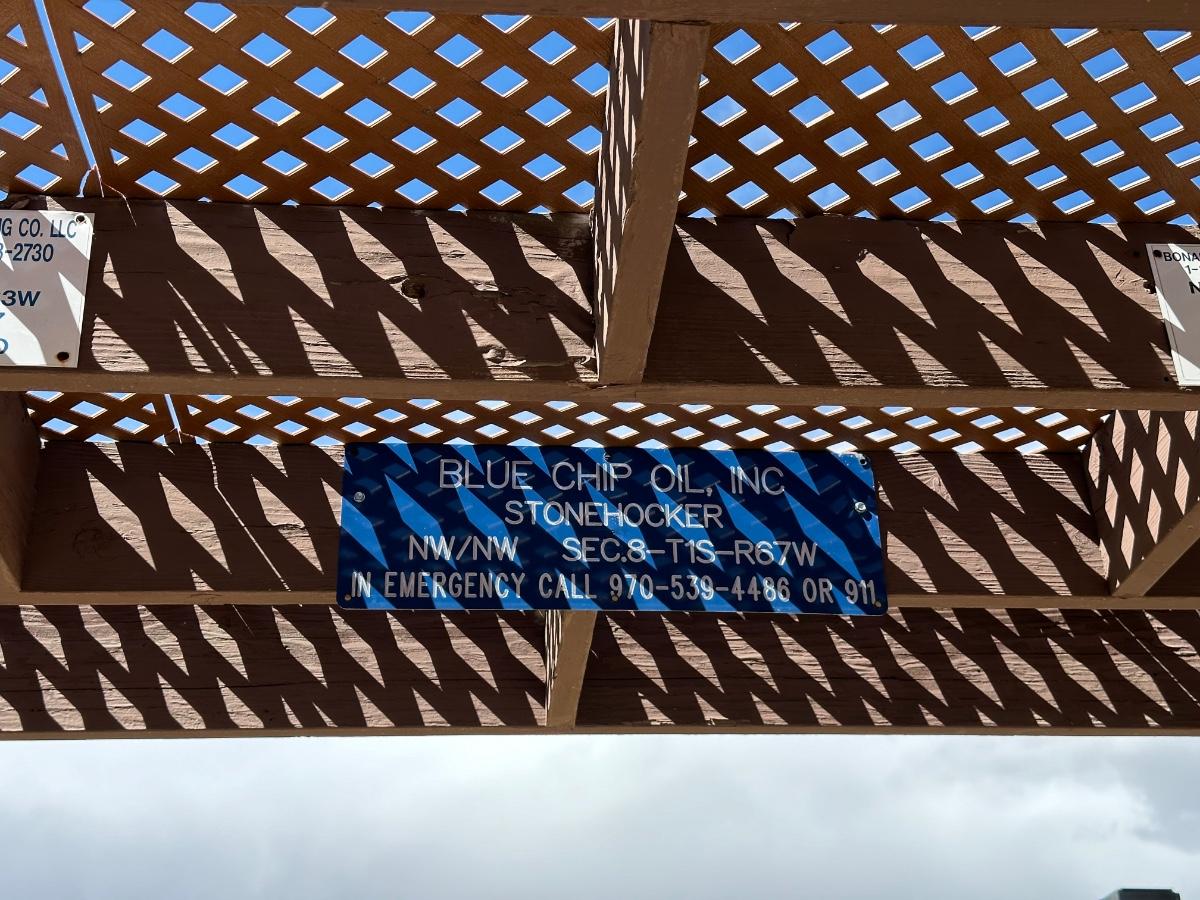 G CO. LLC
-2730
3W
BONA
1-
N
BLUE CHIP OIL, INC
STONEHOCKER
NW/NW SEC.8-T1S-R67W
IN EMERGENCY CALL 970-539-4486 OR 911